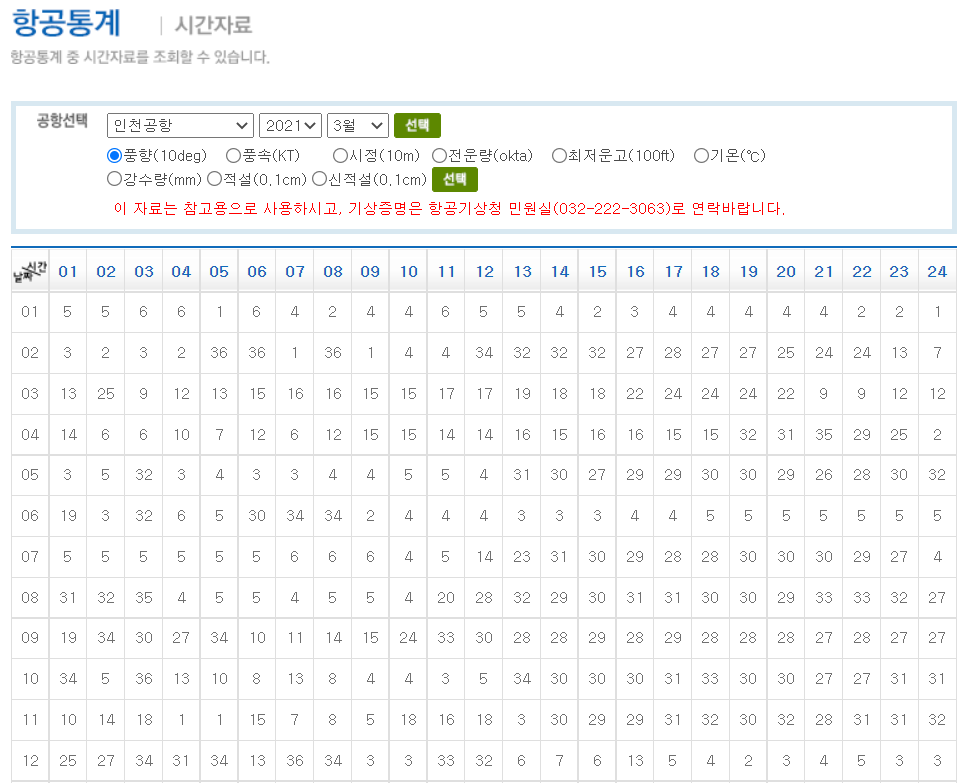 항공통계 | 시간자료
항공통계 중 시간자료를 조회할 수 있습니다.
공항선택 인천공항 2021 3월 선택
풍향(10deg) 풍속(KT) 시정(10m) 전운량(okta) 최저운고(100ft) 기온(℃)
강수량(mm) 적설(0.1cm) 신적설(0.1cm) 선택
이 자료는 참고용으로 사용하시고, 기상증명은 항공기상청 민원실(032-222-3063)로 연락바랍니다.
시간 날짜 01 02 03 04 05 06 07 08 09 10 11 12 13 14 15 16 17 18 19 20 21 22 23 24
01 5 5 6 6 1 6 4 2 4 4 6 5 5 4 2 3 4 4 4 4 4 2 2 1
02 3 2 3 2 36 36 1 36 1 4 4 34 32 32 32 27 28 27 27 25 24 24 13 7
03 13 25 9 12 13 15 16 16 15 15 17 17 19 18 18 22 24 24 24 22 9 9 12 12
04 14 6 6 10 7 12 6 12 15 15 14 14 16 15 16 16 15 15 32 31 35 29 25 2
05 3 5 32 3 4 3 3 4 4 5 5 4 31 30 27 29 29 30 30 29 26 28 30 32
06 19 3 32 6 5 30 34 34 2 4 4 4 3 3 3 4 4 5 5 5 5 5 5 5
07 5 5 5 5 5 5 6 6 6 4 5 14 23 31 30 29 28 28 30 30 30 29 27 4
08 31 32 35 4 5 5 4 5 5 4 20 28 32 29 30 31 31 30 30 29 33 33 32 27
09 19 34 30 27 34 10 11 14 15 24 33 30 28 28 29 28 29 28 28 28 27 28 27 27
10 34 5 36 13 10 8 13 8 4 4 3 5 34 30 30 30 31 33 30 30 27 27 31 31
11 10 14 18 1 1 15 7 8 5 18 16 18 3 30 29 29 31 32 30 32 28 31 31 32
12 25 27 34 31 34 13 36 34 3 3 33 32 6 7 6 13 5 4 2 3 4 5 3 3